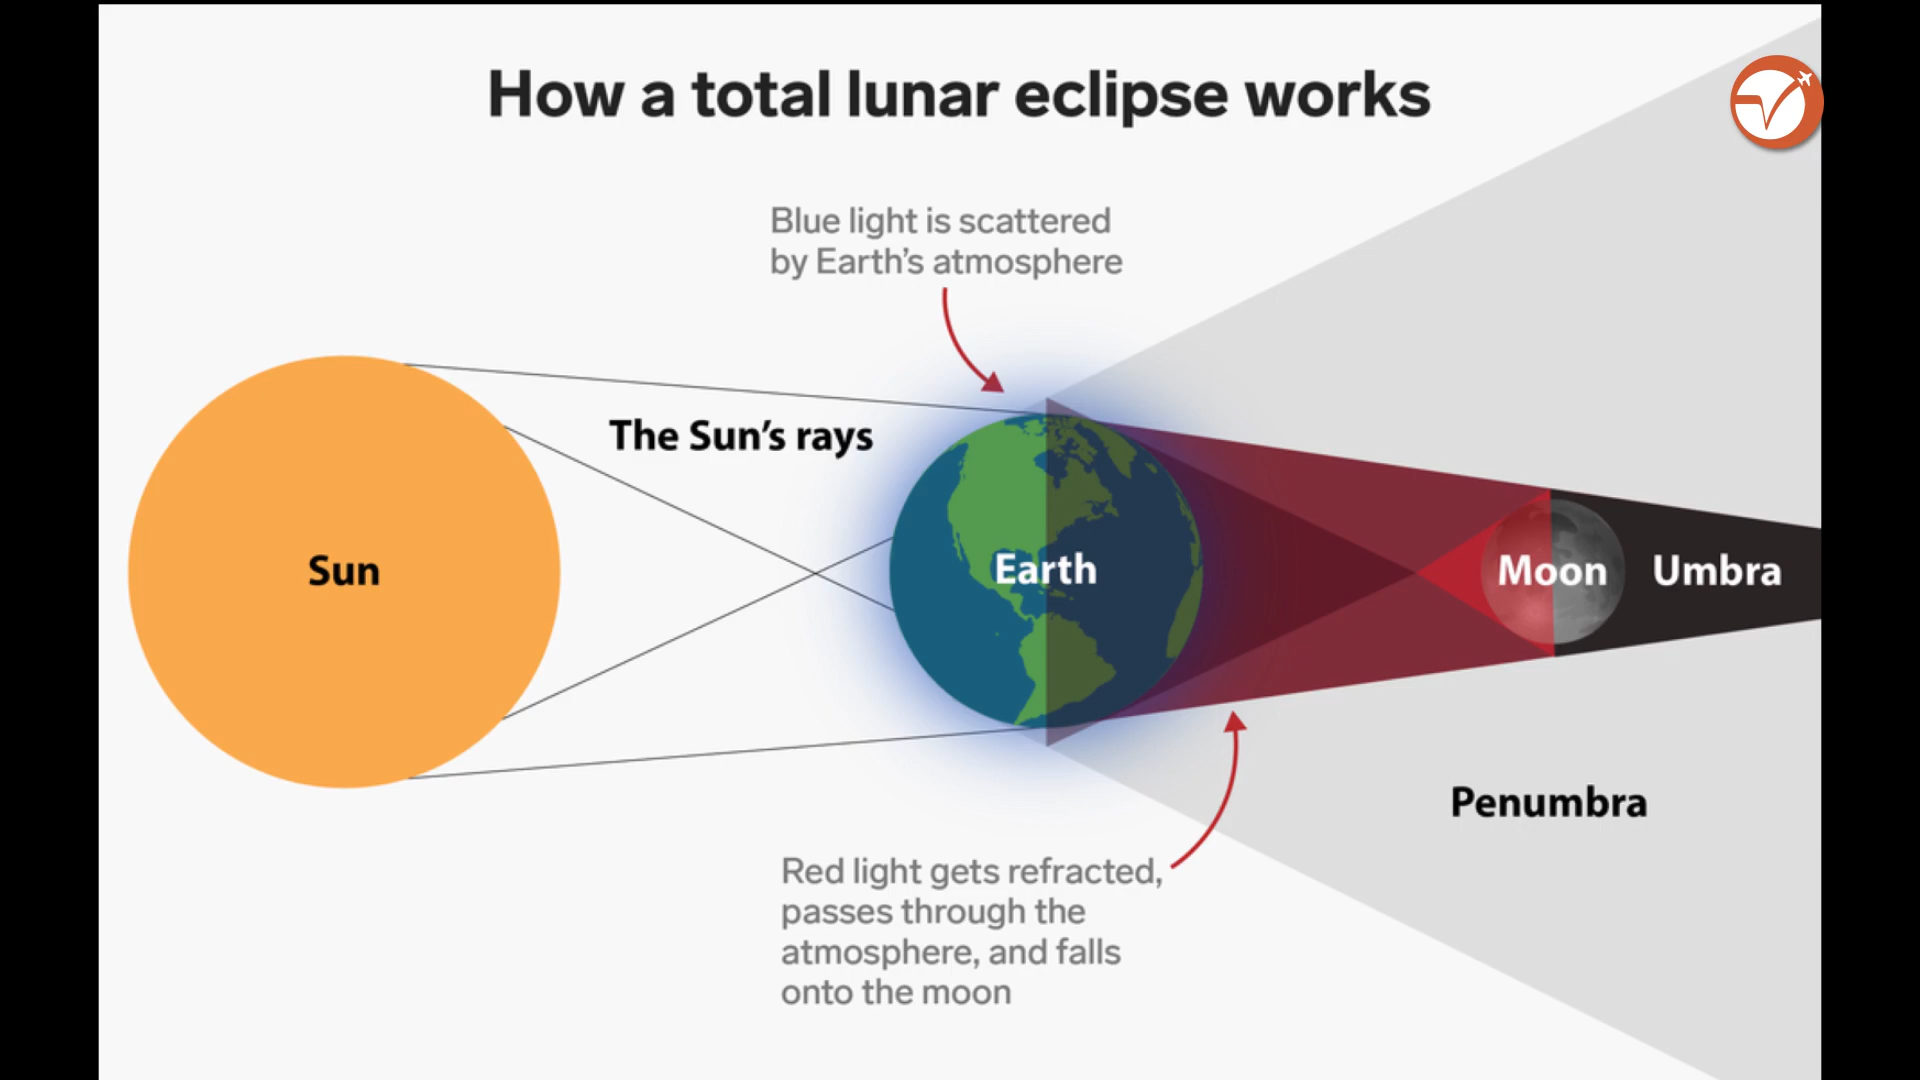 How a total lunar eclipse works
Blue light is scattered
by Earth’s atmosphere
The Sun’s rays
Sun
Earth
Moon
Umbra
Penumbra
Red light gets refracted,
passes through the
atmosphere, and falls
onto the moon